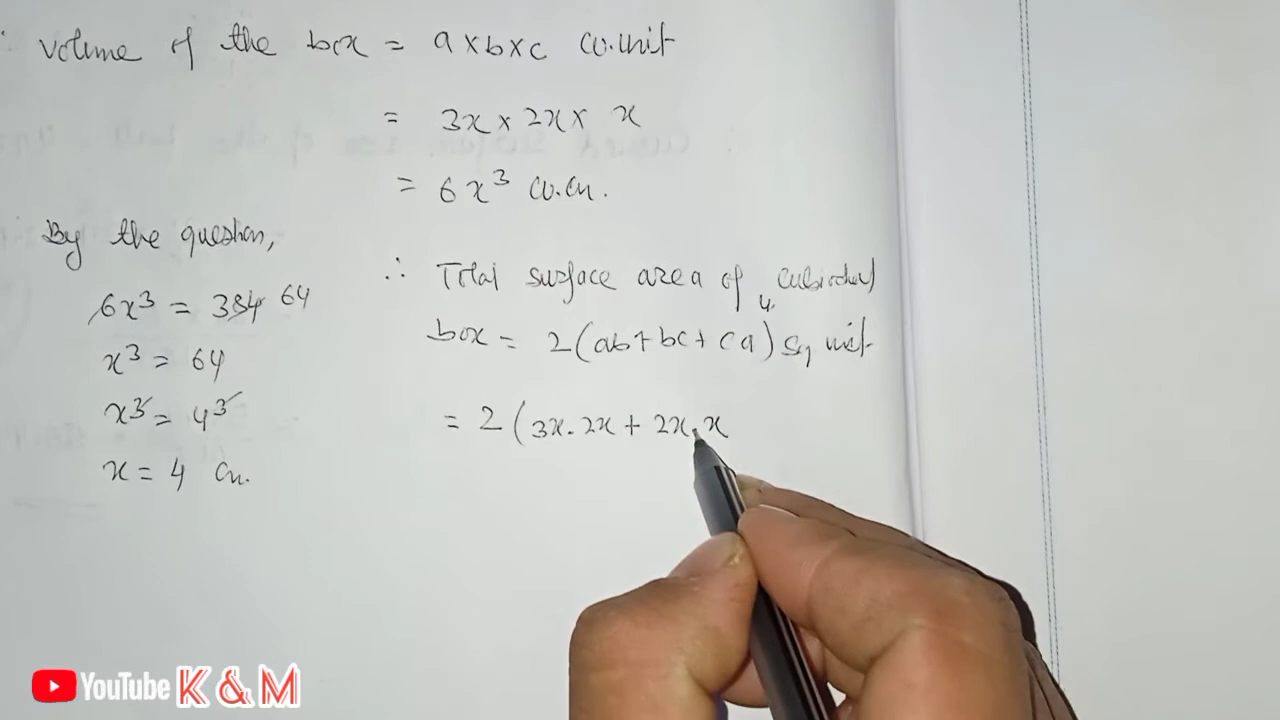 volume of the box = a×b×c cu.unit
= 3x × 2x × x
= 6x³ cu.cm.
By the question,
6x³ = 384 64
x³ = 64
x³ = 4³
x = 4 cm.
∴ Total surface area of cuboidal
box = 2(ab+bc+ca) sq unit
= 2(3x.2x + 2x.x
YouTube K & M